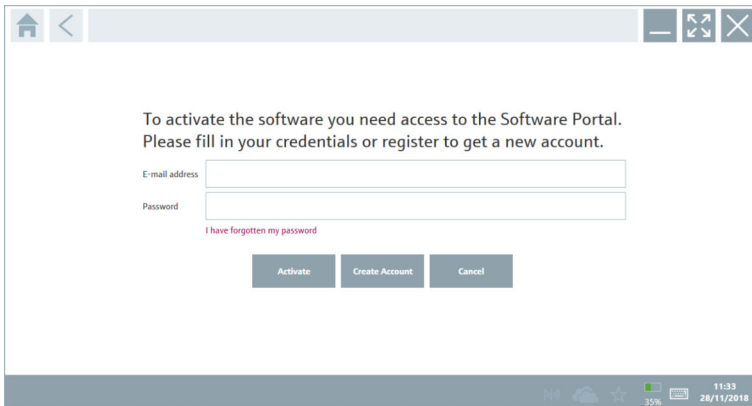 To activate the software you need access to the Software Portal.
Please fill in your credentials or register to get a new account.
E-mail address
Password
I have forgotten my password
Activate
Create Account
Cancel
35%
11:33
28/11/2018